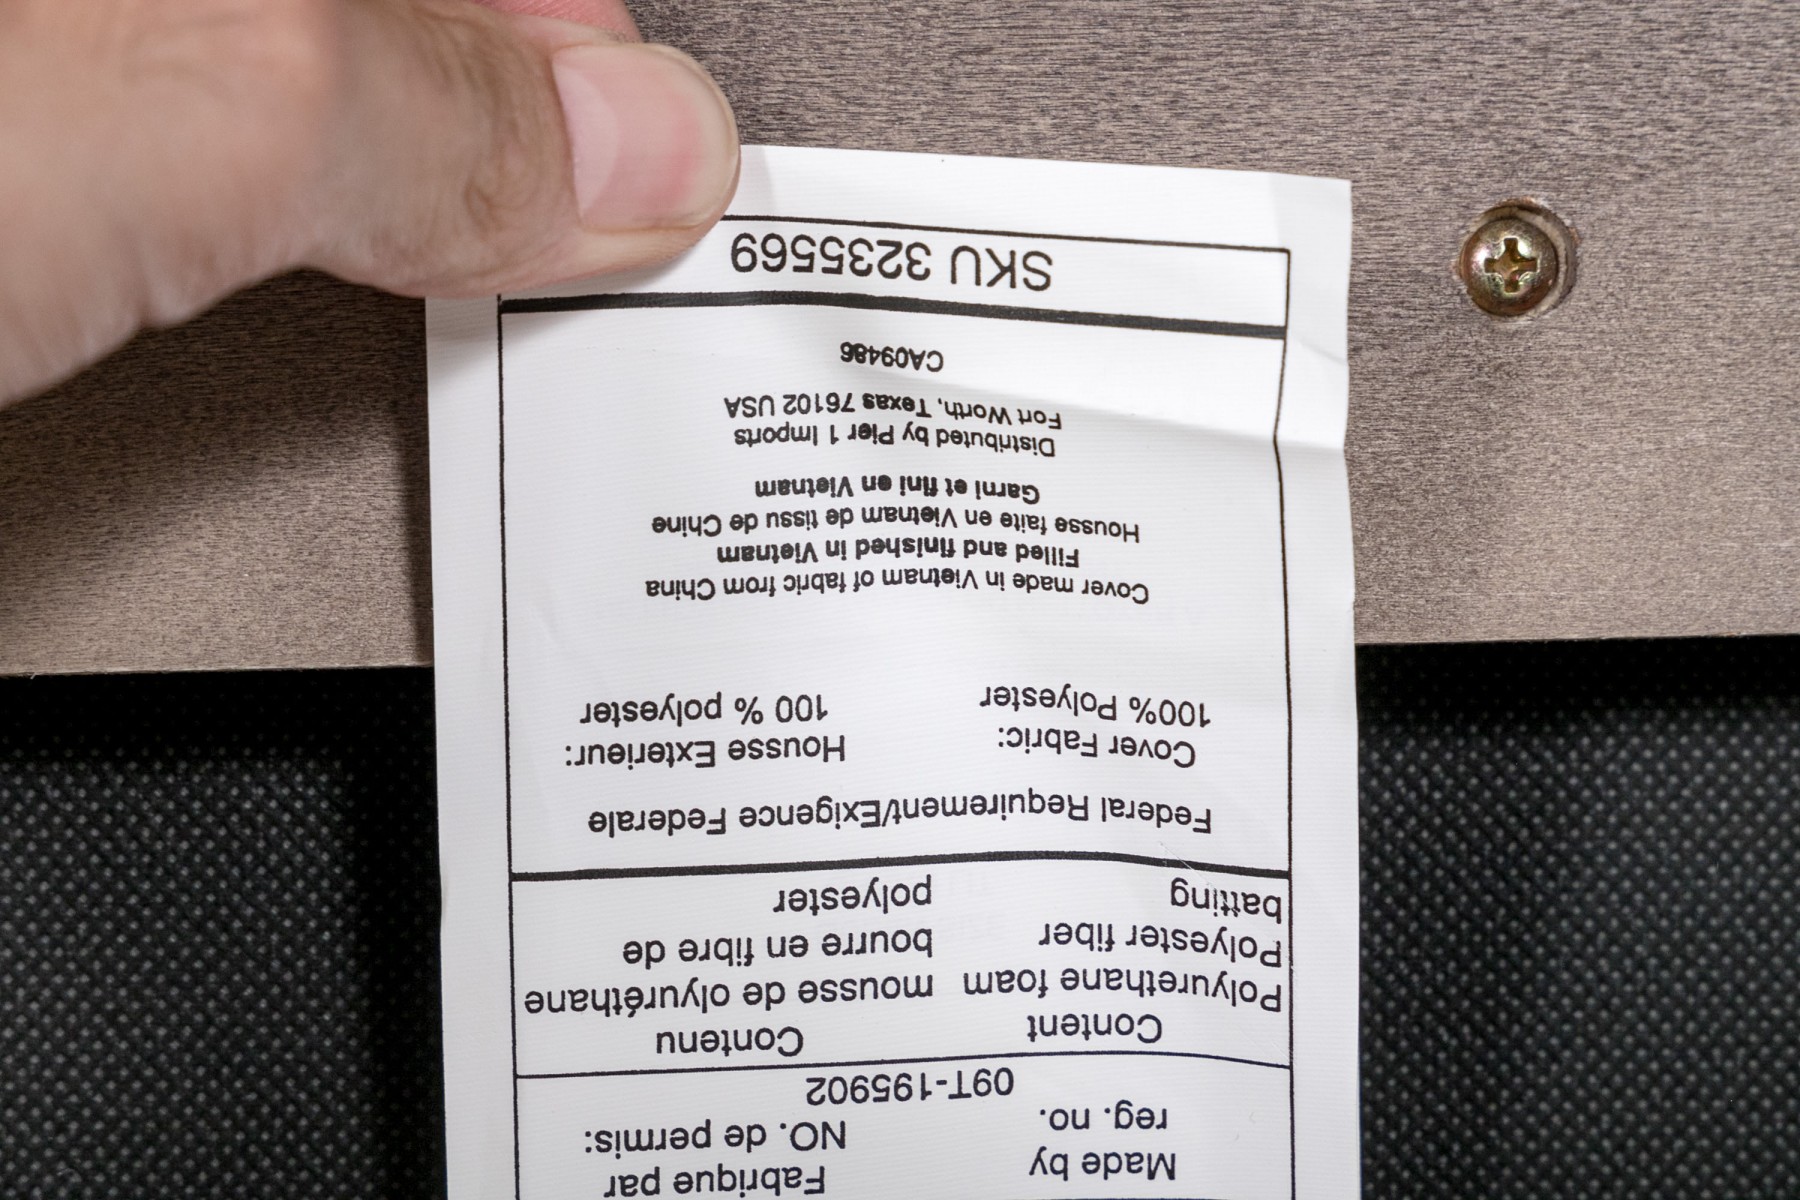 Made by Fabrique par
reg. no. NO. de permis:
09T-195902
Content Contenu
Polyurethane foam mousse de olyuréthane
Polyester fiber bourre en fibre de
batting polyester
Federal Requirement/Exigence Federale
Cover Fabric: Housse Exterieur:
100% Polyester 100 % polyester
Cover made in Vietnam of fabric from China
Filled and finished in Vietnam
Housse faite en Vietnam de tissu de Chine
Garni et fini en Vietnam
Distributed by Pier 1 Imports
Fort Worth, Texas 76102 USA
CA09486
SKU 3235569